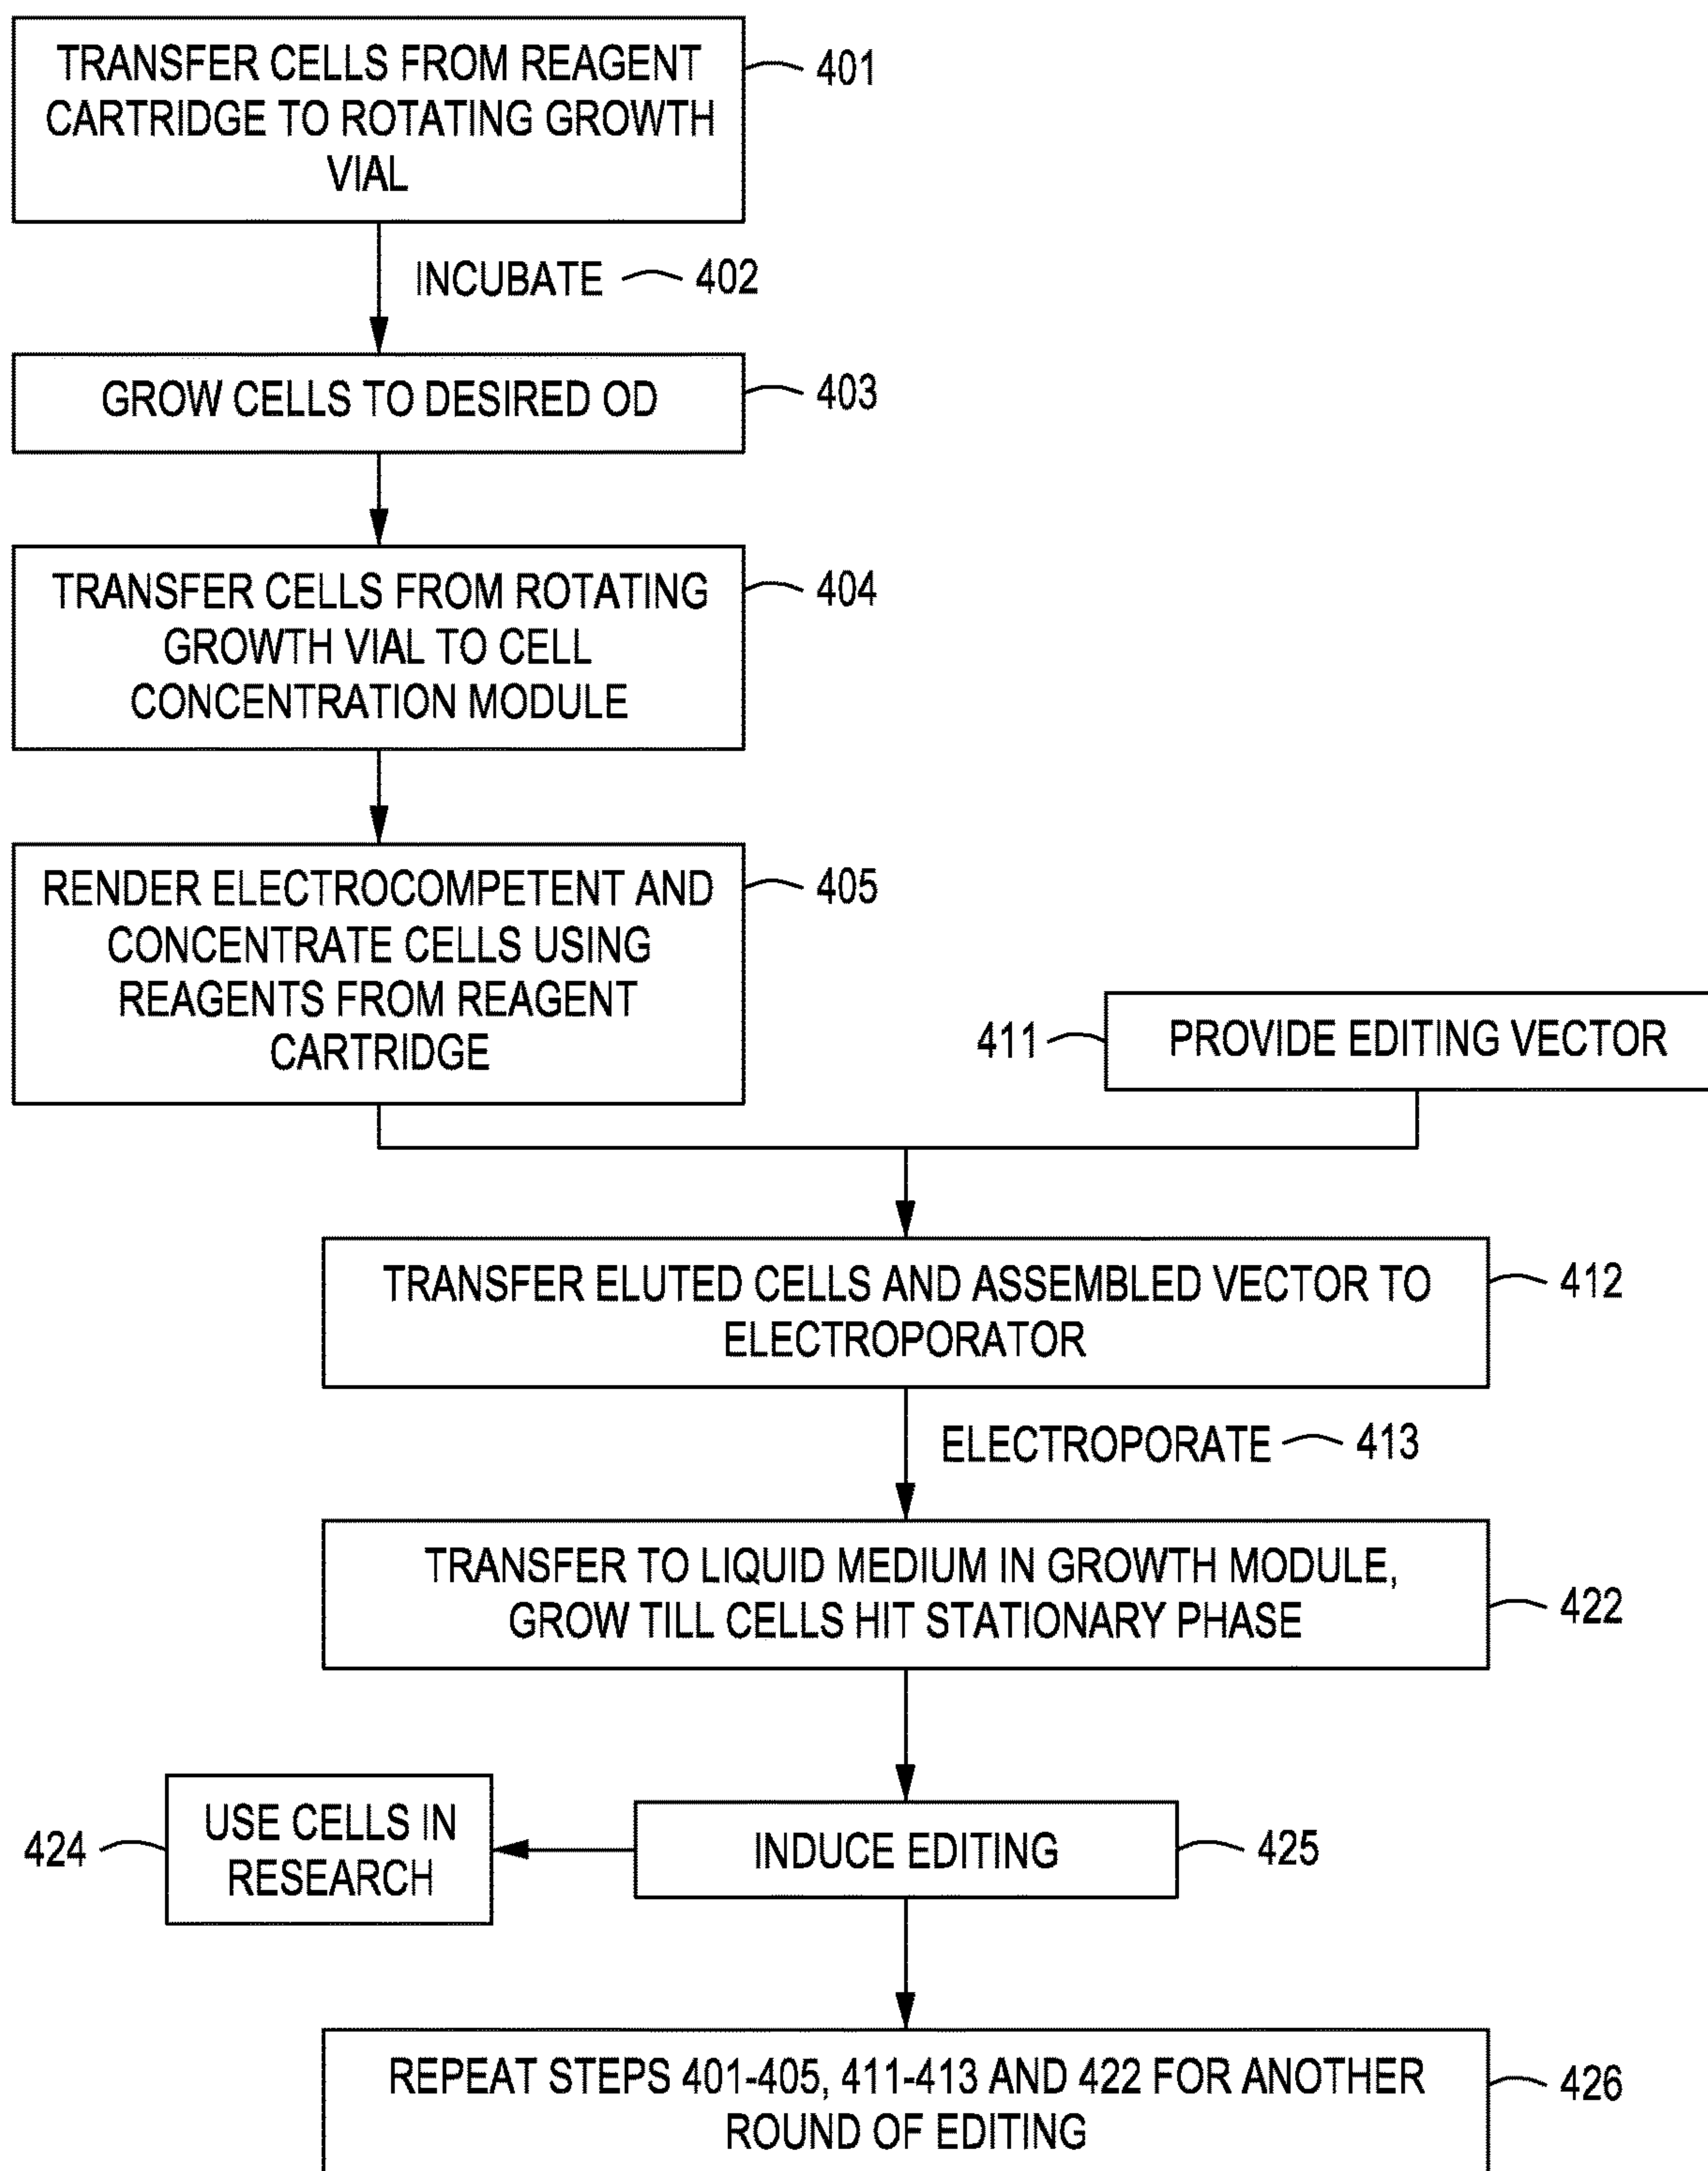 TRANSFER CELLS FROM REAGENT
CARTRIDGE TO ROTATING GROWTH
VIAL
401
INCUBATE
402
GROW CELLS TO DESIRED OD
403
TRANSFER CELLS FROM ROTATING
GROWTH VIAL TO CELL
CONCENTRATION MODULE
404
RENDER ELECTROCOMPETENT AND
CONCENTRATE CELLS USING
REAGENTS FROM REAGENT
CARTRIDGE
405
411
PROVIDE EDITING VECTOR
TRANSFER ELUTED CELLS AND ASSEMBLED VECTOR TO
ELECTROPORATOR
412
ELECTROPORATE
413
TRANSFER TO LIQUID MEDIUM IN GROWTH MODULE,
GROW TILL CELLS HIT STATIONARY PHASE
422
424
USE CELLS IN
RESEARCH
INDUCE EDITING
425
REPEAT STEPS 401-405, 411-413 AND 422 FOR ANOTHER
ROUND OF EDITING
426